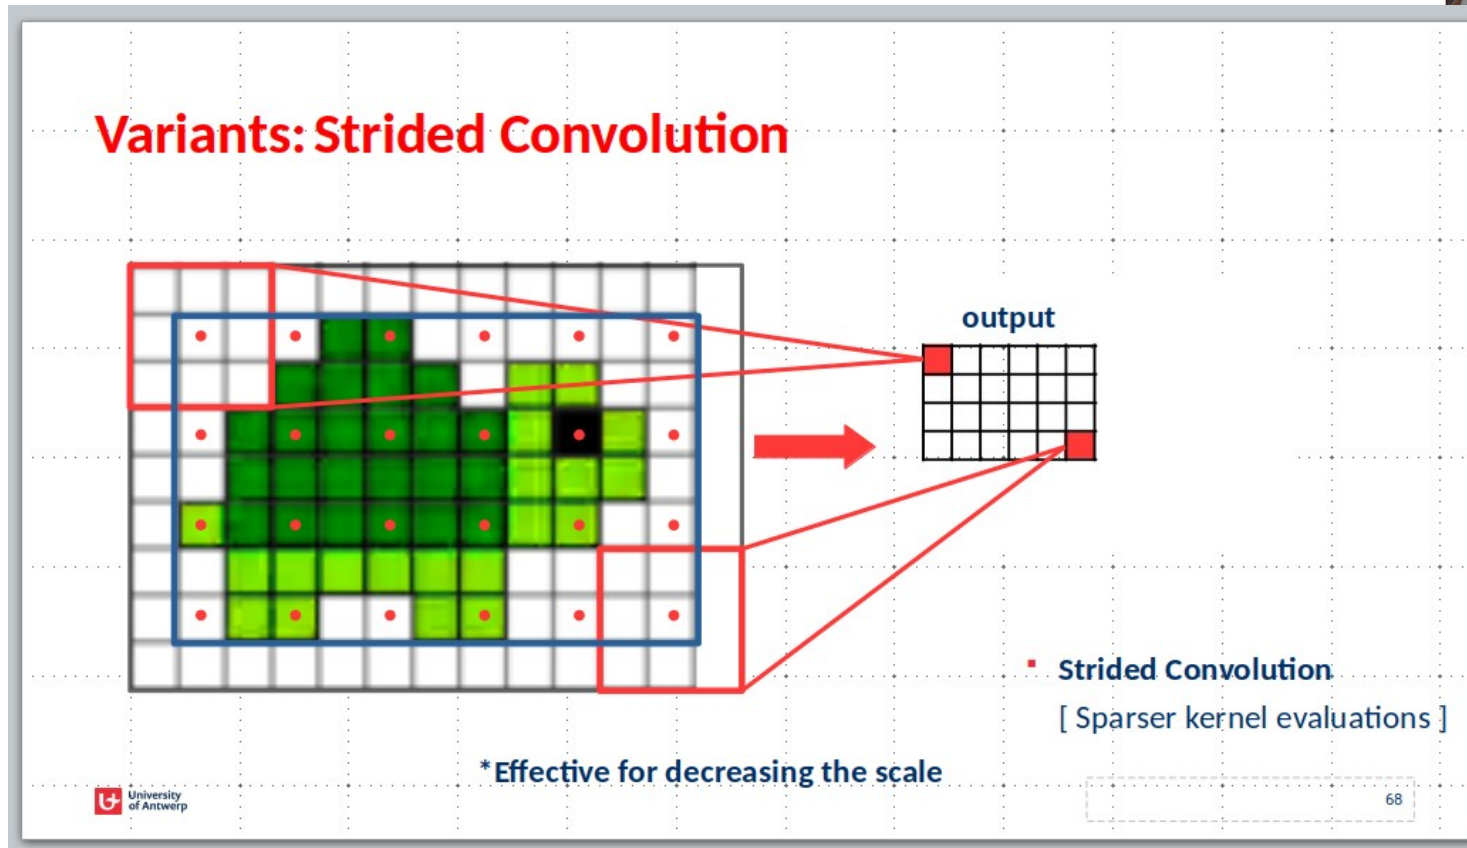 Variants: Strided Convolution
output
▪ Strided Convolution
[ Sparser kernel evaluations ]
*Effective for decreasing the scale
University
of Antwerp
68